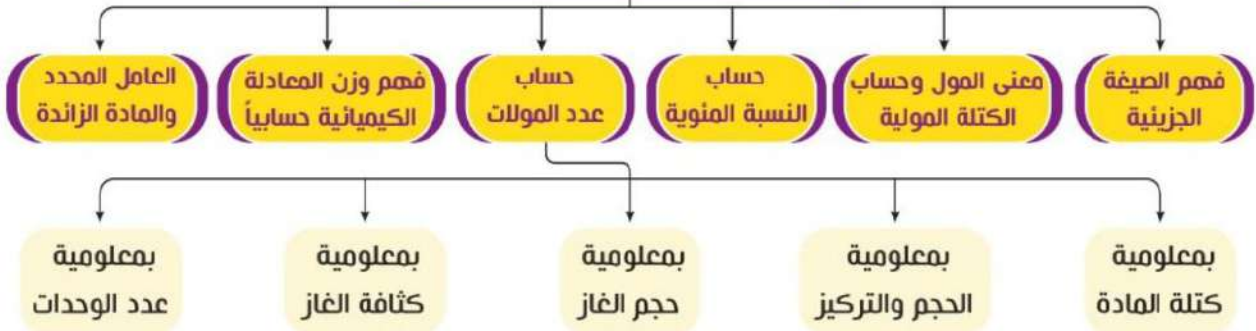 فهم الصيغة
الجزيئية
معنى المول وحساب
الكتلة المولية
حساب
النسبة المئوية
حساب
عدد المولات
فهم وزن المعادلة
الكيميائية حسابياً
العامل المحدد
والمادة الزائدة
بمعلومية
كتلة المادة
بمعلومية
الحجم والتركيز
بمعلومية
حجم الغاز
بمعلومية
كثافة الغاز
بمعلومية
عدد الوحدات